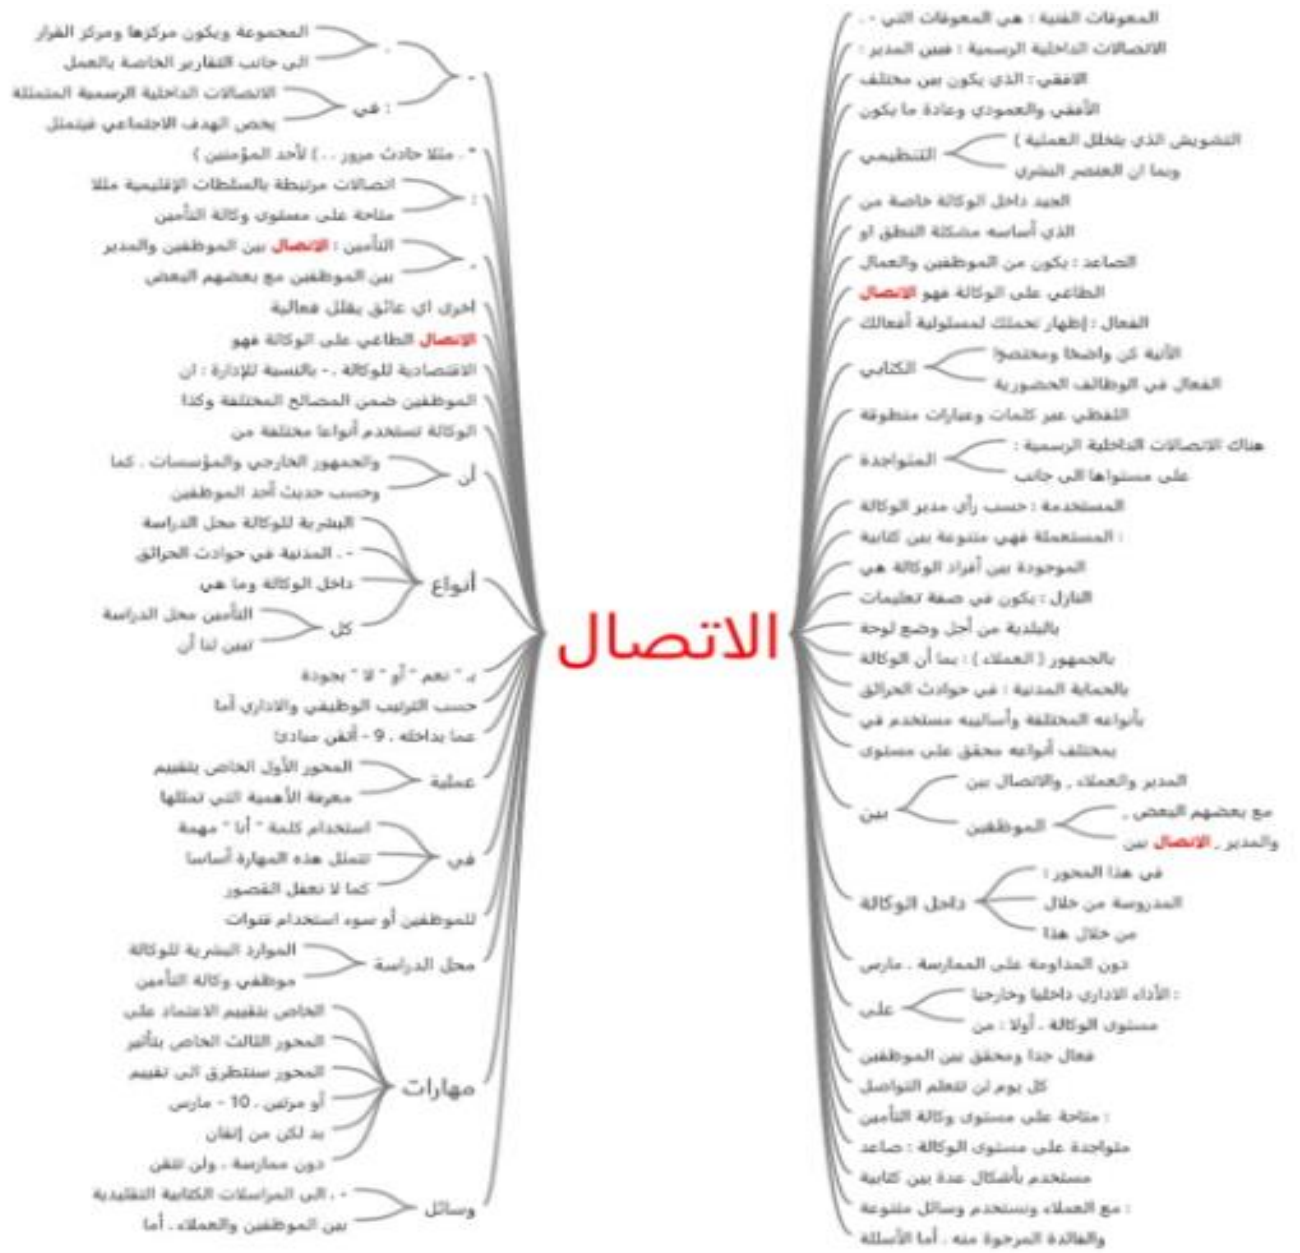 المعوقات الفنية : هي المعوقات التي - .
الاتصالات الداخلية الرسمية : فبين المدير :
الافقي : الذي يكون بين مختلف
الأفقي والعمودي وعادة ما يكون
التنظيمي
التشويش الذي يتخلل العملية )
وبما ان العنصر البشري
الجيد داخل الوكالة خاصة من
الذي أساسه مشكلة النطق او
الصاعد : يكون من الموظفين والعمال
الطاغي على الوكالة فهو الاتصال
الفعال : إظهار تحملك لمسئولية أفعالك
الكتابي
الآتية كن واضحًا ومختصرًا
الفعال في الوظائف الحضورية
اللفظي عبر كلمات وعبارات منطوقة
المتواجدة
هناك الاتصالات الداخلية الرسمية :
على مستواها الى جانب
المستخدمة : حسب رأي مدير الوكالة
: المستعملة فهي متنوعة بين كتابية
الموجودة بين أفراد الوكالة هي
النازل : يكون في صفة تعليمات
بالبلدية من أجل وضع لوحة
بالجمهور ( العملاء ) : بما أن الوكالة
بالحماية المدنية : في حوادث الحرائق
بأنواعه المختلفة وأساليبه مستخدم في
بمختلف أنواعه محقق على مستوى
بين
المدير والعملاء , والاتصال بين
الموظفين
مع بعضهم البعض ,
والمدير , الاتصال بين
داخل الوكالة
في هذا المحور :
المدروسة من خلال
من خلال هذا
دون المداومة على الممارسة . مارس
على
: الأداء الاداري داخليا وخارجيا
مستوى الوكالة . أولا : من
فعال جدا ومحقق بين الموظفين
كل يوم لن تتعلم التواصل
: متاحة على مستوى وكالة التأمين
متواجدة على مستوى الوكالة : صاعد
مستخدم بأشكال عدة بين كتابية
: مع العملاء وتستخدم وسائل متنوعة
والفائدة المرجوة منه . أما الأسئلة
الاتصال
-
.
المجموعة ويكون مركزها ومركز القرار
الى جانب التقارير الخاصة بالعمل
: في
الاتصالات الداخلية الرسمية المتمثلة
يخص الهدف الاجتماعي فيتمثل
" . مثلا حادث مرور . . ) لأحد المؤمنين (
:
اتصالات مرتبطة بالسلطات الإقليمية مثلا
متاحة على مستوى وكالة التأمين
.
التأمين : الاتصال بين الموظفين والمدير
بين الموظفين مع بعضهم البعض
اخرى اي عائق يقلل فعالية
الاتصال الطاغي على الوكالة فهو
الاقتصادية للوكالة . - بالنسبة للإدارة : ان
الموظفين ضمن المصالح المختلفة وكذا
الوكالة تستخدم أنواعا مختلفة من
أن
والجمهور الخارجي والمؤسسات . كما
وحسب حديث أحد الموظفين
أنواع
البشرية للوكالة محل الدراسة
- . المدنية في حوادث الحرائق
داخل الوكالة وما هي
كل
التأمين محل الدراسة
تبين لنا أن
بـ " نعم " أو " لا " بجودة
حسب الترتيب الوظيفي والاداري أما
عما بداخله . 9 - أتقن مبادئ
عملية
المحور الأول الخاص بتقييم
معرفة الأهمية التي تمثلها
في
استخدام كلمة " أنا " مهمة
تتمثل هذه المهارة أساسا
كما لا نغفل القصور
للموظفين أو سوء استخدام قنوات
محل الدراسة
الموارد البشرية للوكالة
موظفي وكالة التأمين
مهارات
الخاص بتقييم الاعتماد على
المحور الثالث الخاص بتأثير
المحور سنتطرق الى تقييم
أو مرتين . 10 - مارس
بد لكن من إتقان
دون ممارسة . ولن تتقن
وسائل
- . الى المراسلات الكتابية التقليدية
بين الموظفين والعملاء . أما